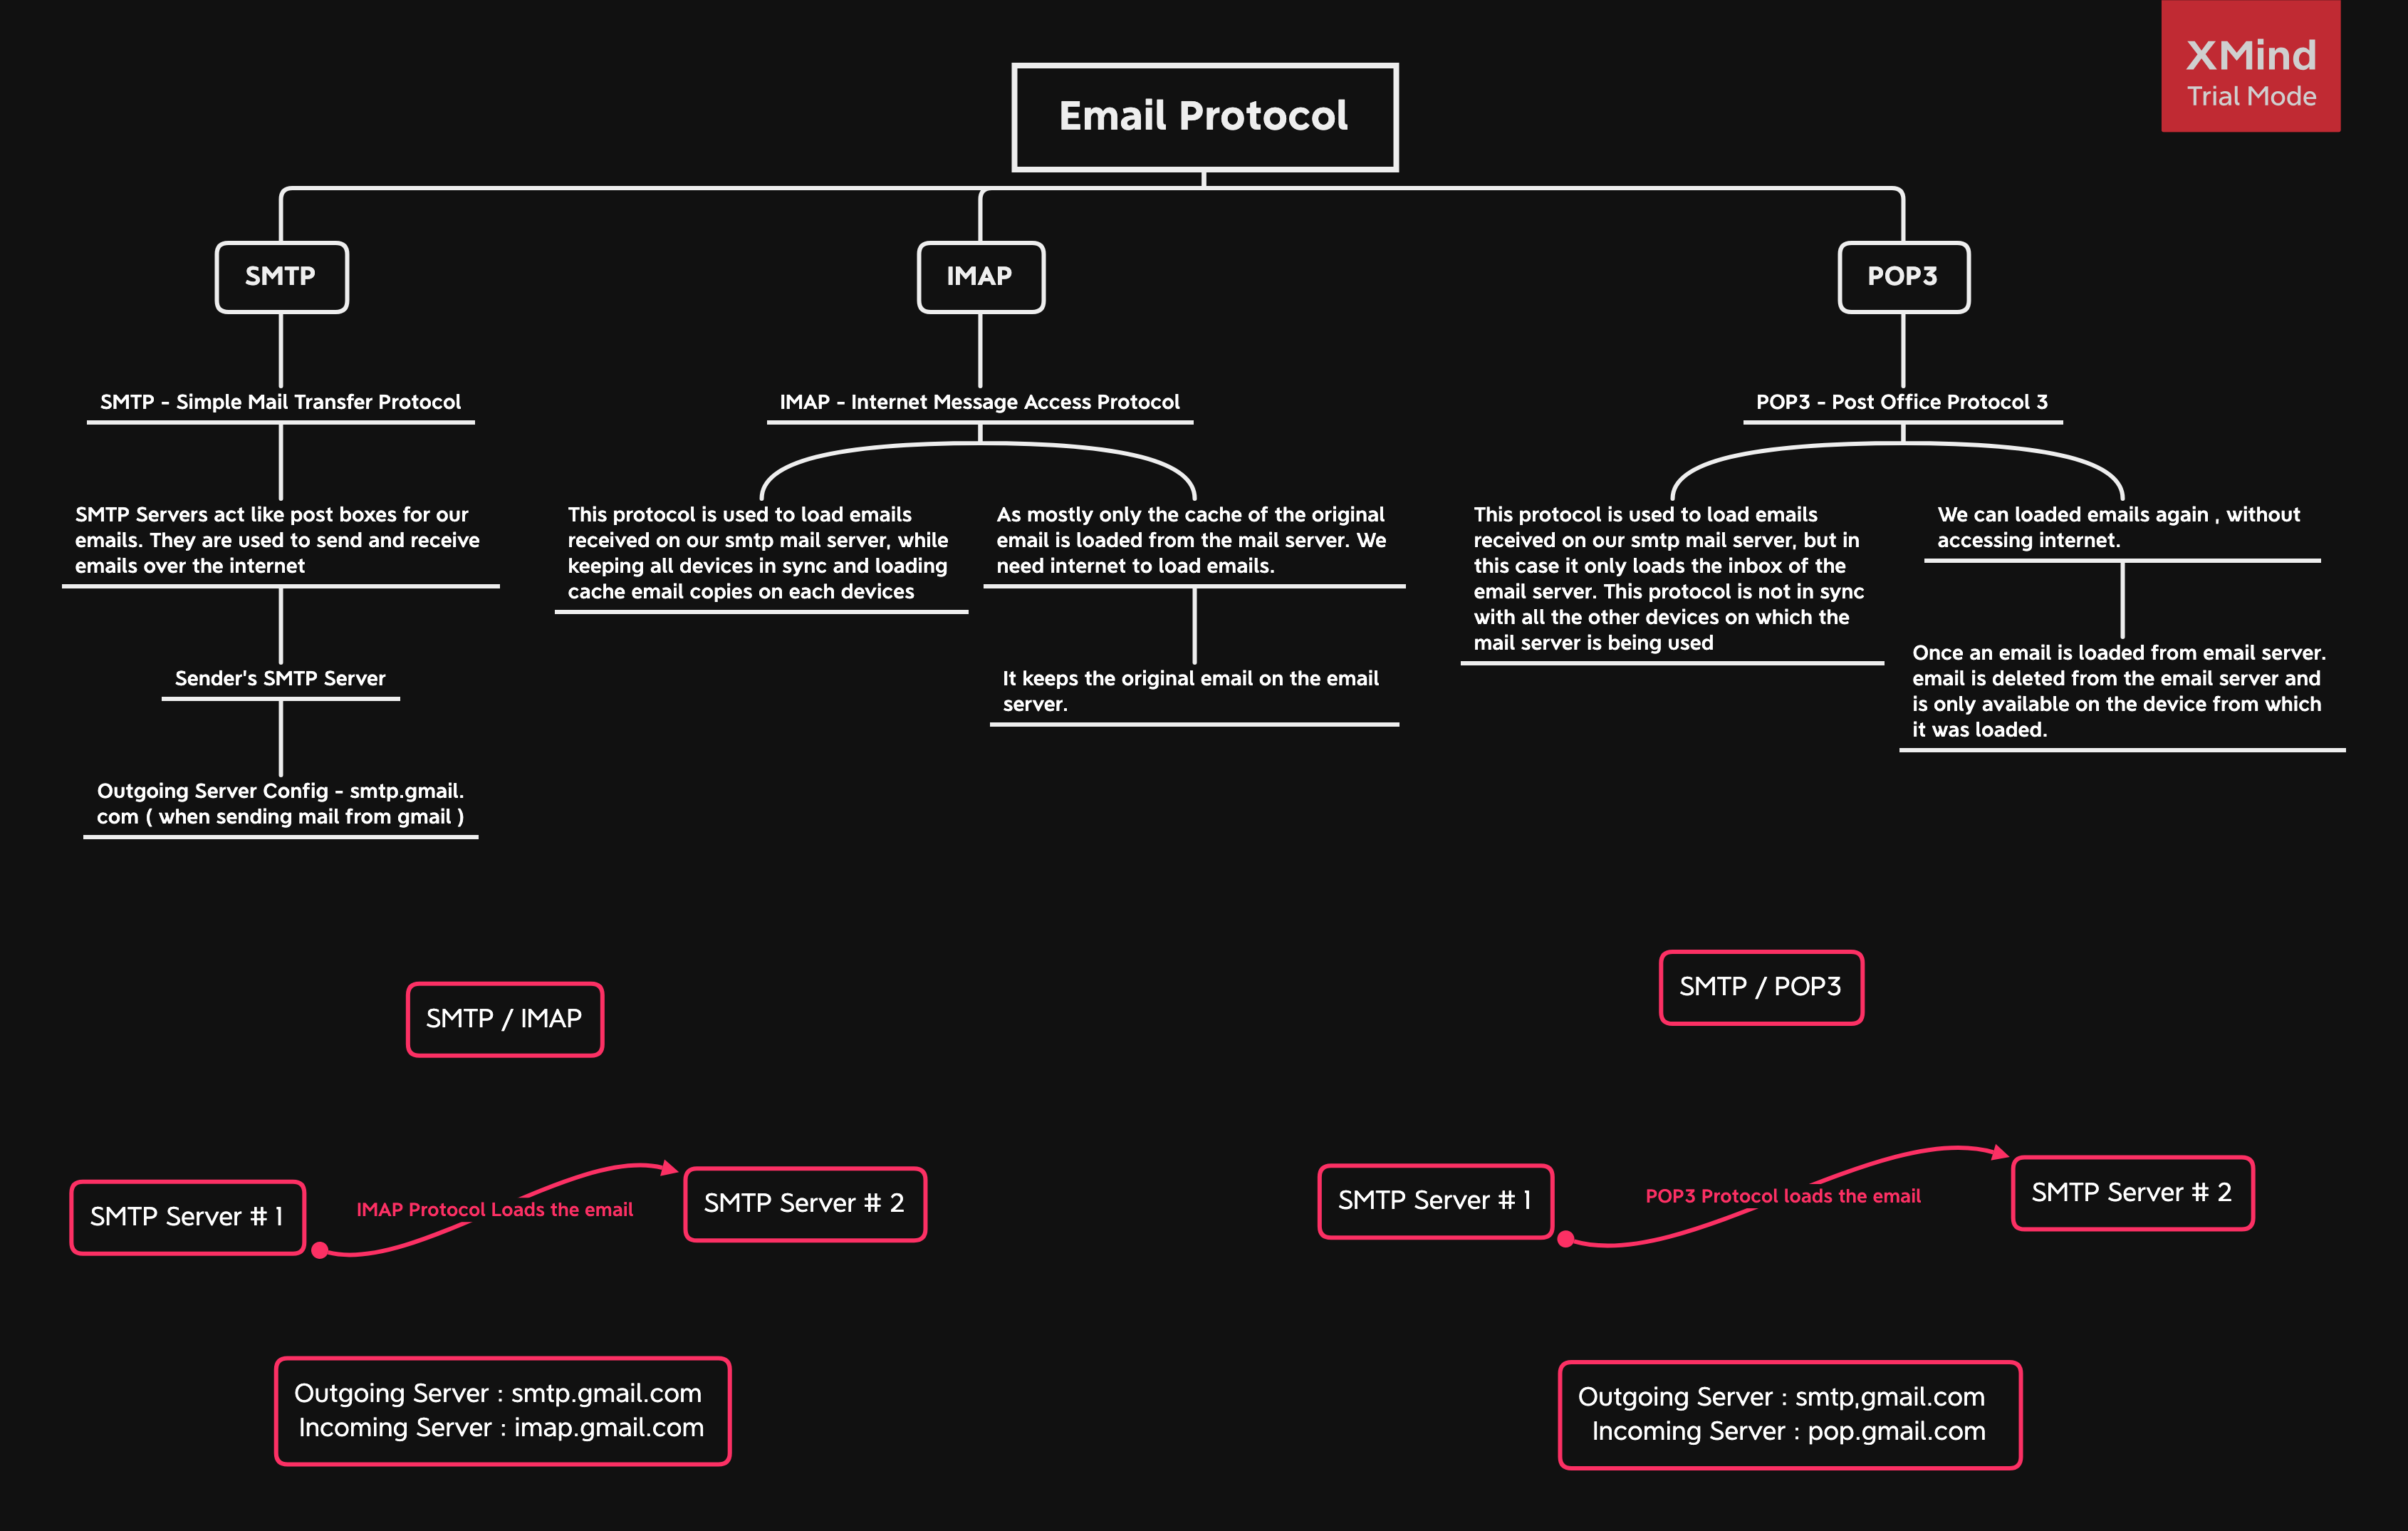 XMind
Trial Mode
Email Protocol
SMTP
IMAP
POP3
SMTP - Simple Mail Transfer Protocol
IMAP - Internet Message Access Protocol
POP3 - Post Office Protocol 3
SMTP Servers act like post boxes for our
emails. They are used to send and receive
emails over the internet
This protocol is used to load emails
received on our smtp mail server, while
keeping all devices in sync and loading
cache email copies on each devices
As mostly only the cache of the original
email is loaded from the mail server. We
need internet to load emails.
This protocol is used to load emails
received on our smtp mail server, but in
this case it only loads the inbox of the
email server. This protocol is not in sync
with all the other devices on which the
mail server is being used
We can loaded emails again , without
accessing internet.
Sender's SMTP Server
It keeps the original email on the email
server.
Once an email is loaded from email server.
email is deleted from the email server and
is only available on the device from which
it was loaded.
Outgoing Server Config - smtp.gmail.
com ( when sending mail from gmail )
SMTP / IMAP
SMTP / POP3
SMTP Server # 1
IMAP Protocol Loads the email
SMTP Server # 2
SMTP Server # 1
POP3 Protocol loads the email
SMTP Server # 2
Outgoing Server : smtp.gmail.com
Incoming Server : imap.gmail.com
Outgoing Server : smtp,gmail.com
Incoming Server : pop.gmail.com